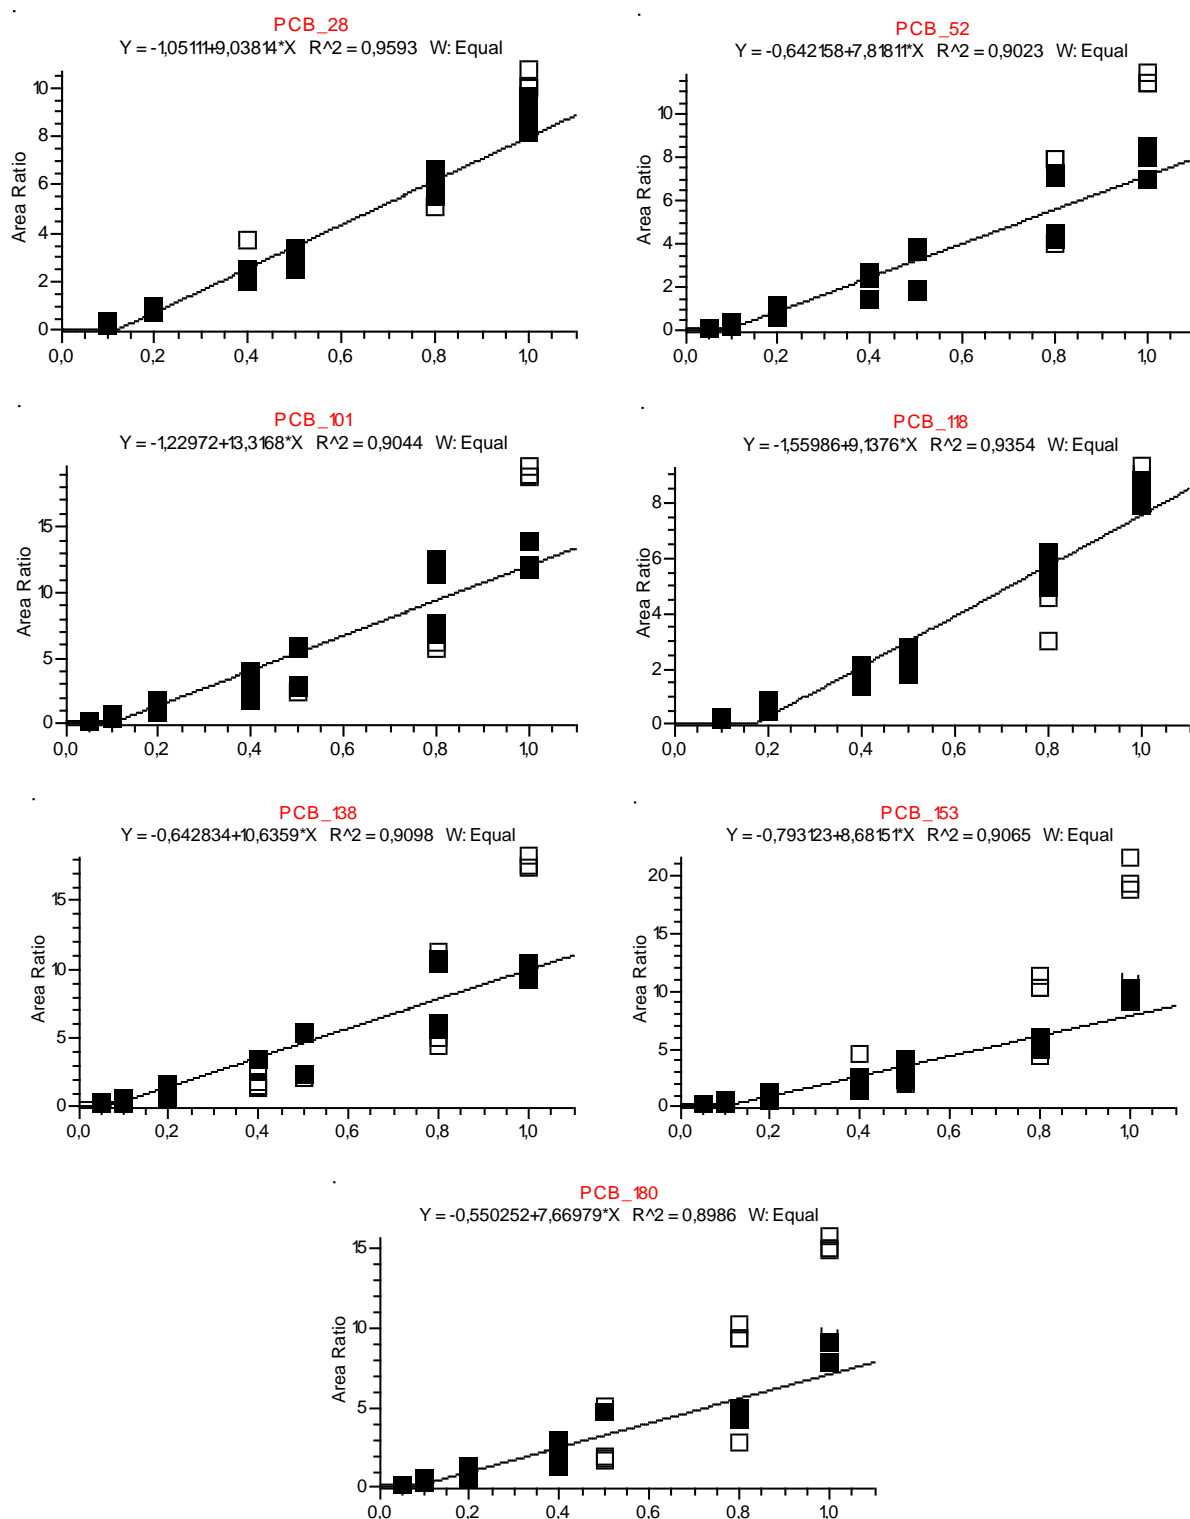 PCB_28
Y = -1,05111+9,03814*X R^2 = 0,9593 W: Equal
Area Ratio
10
8
6
4
2
0
0,0 0,2 0,4 0,6 0,8 1,0
PCB_52
Y = -0,642158+7,81811*X R^2 = 0,9023 W: Equal
Area Ratio
10
8
6
4
2
0
0,0 0,2 0,4 0,6 0,8 1,0
PCB_101
Y = -1,22972+13,3168*X R^2 = 0,9044 W: Equal
Area Ratio
15
10
5
0
0,0 0,2 0,4 0,6 0,8 1,0
PCB_118
Y = -1,55986+9,1376*X R^2 = 0,9354 W: Equal
Area Ratio
8
6
4
2
0
0,0 0,2 0,4 0,6 0,8 1,0
PCB_138
Y = -0,642834+10,6359*X R^2 = 0,9098 W: Equal
Area Ratio
15
10
5
0
0,0 0,2 0,4 0,6 0,8 1,0
PCB_153
Y = -0,793123+8,68151*X R^2 = 0,9065 W: Equal
Area Ratio
20
15
10
5
0
0,0 0,2 0,4 0,6 0,8 1,0
PCB_180
Y = -0,550252+7,66979*X R^2 = 0,8986 W: Equal
Area Ratio
15
10
5
0
0,0 0,2 0,4 0,6 0,8 1,0